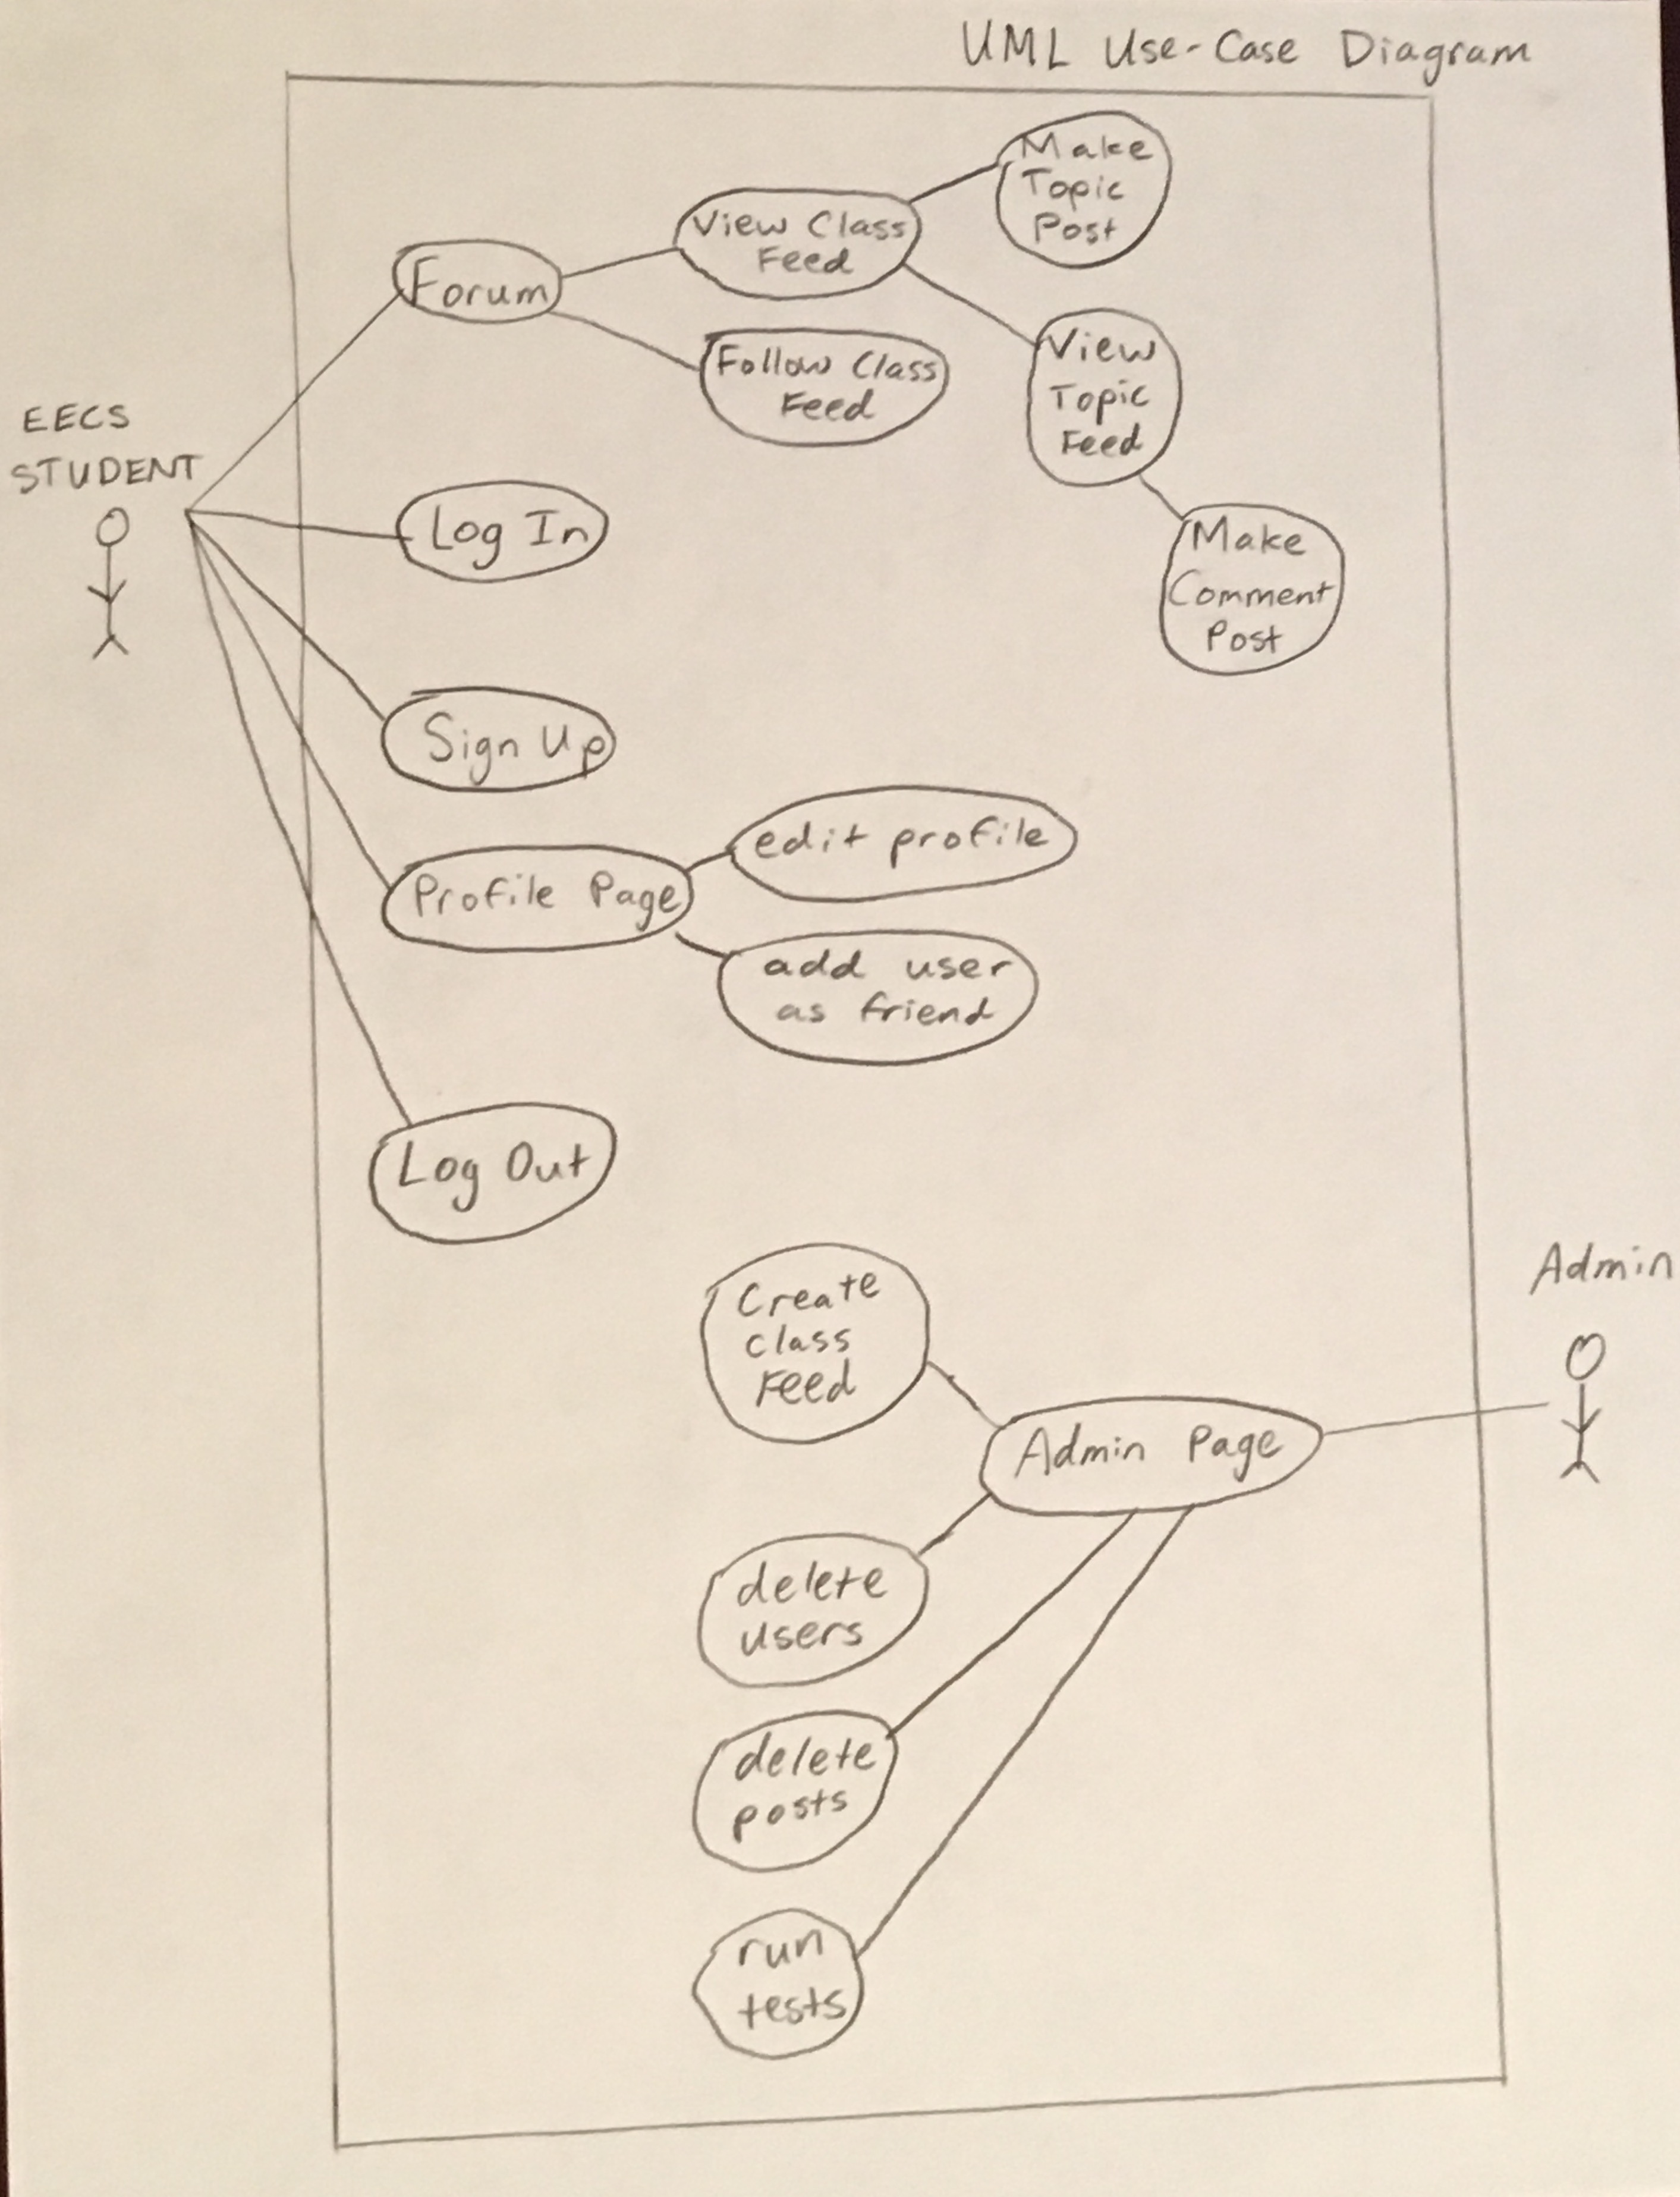 UML Use-Case Diagram
Make
Topic
Post
View Class
Feed
Forum
Follow Class
Feed
View
Topic
Feed
EECS
STUDENT
Log In
Make
Comment
Post
Sign Up
edit profile
Profile Page
add user
as friend
Log Out
Create
class
Feed
Admin
Admin Page
delete
users
delete
posts
run
tests